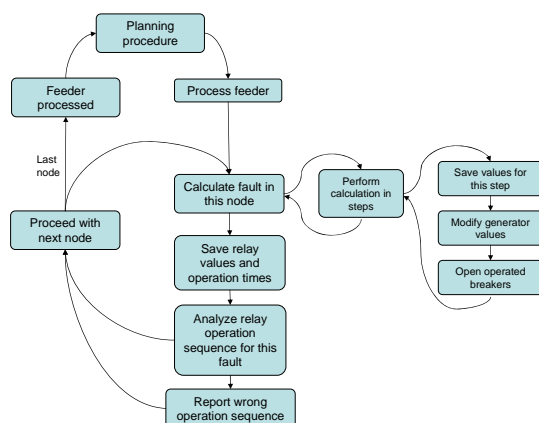 Planning
procedure
Feeder
processed
Process feeder
Last
node
Calculate fault in
this node
Perform
calculation in
steps
Save values for
this step
Proceed with
next node
Modify generator
values
Save relay
values and
operation times
Open operated
breakers
Analyze relay
operation
sequence for this
fault
Report wrong
operation sequence